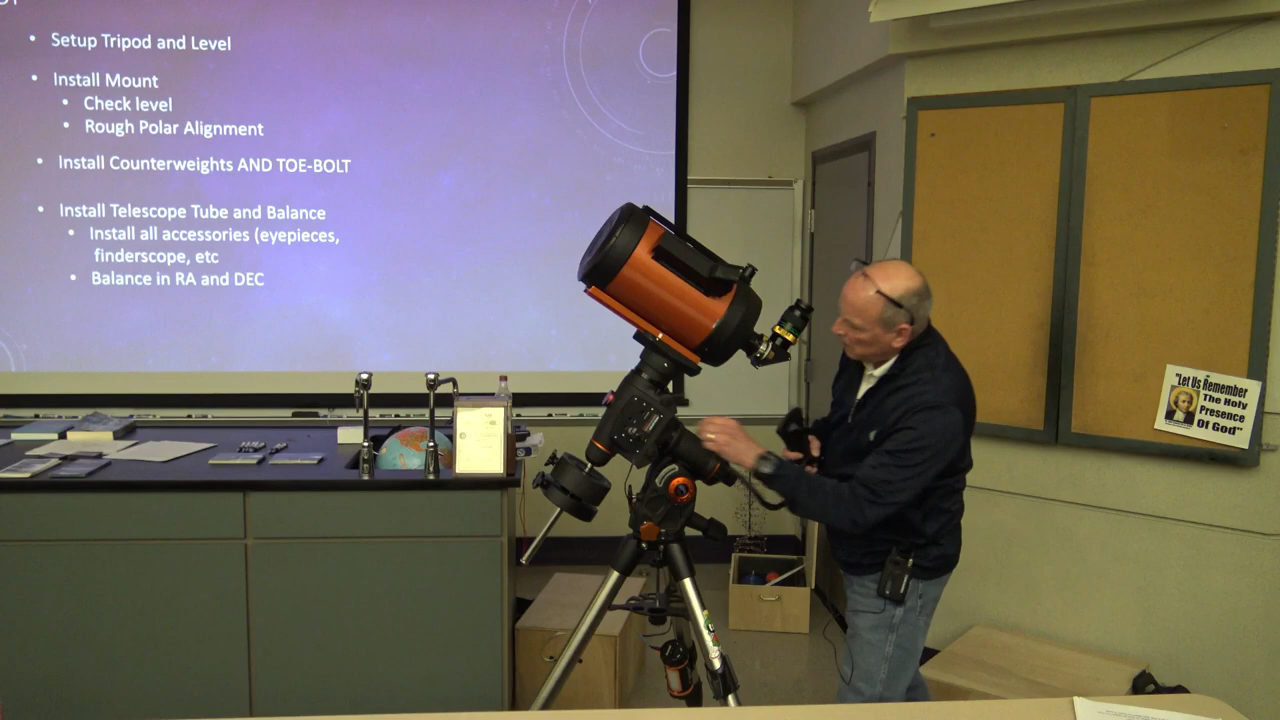 • Setup Tripod and Level
• Install Mount
• Check level
• Rough Polar Alignment
• Install Counterweights AND TOE-BOLT
• Install Telescope Tube and Balance
• Install all accessories (eyepieces,
finderscope, etc
• Balance in RA and DEC
"Let Us Remember
The Holy
Presence
Of God"